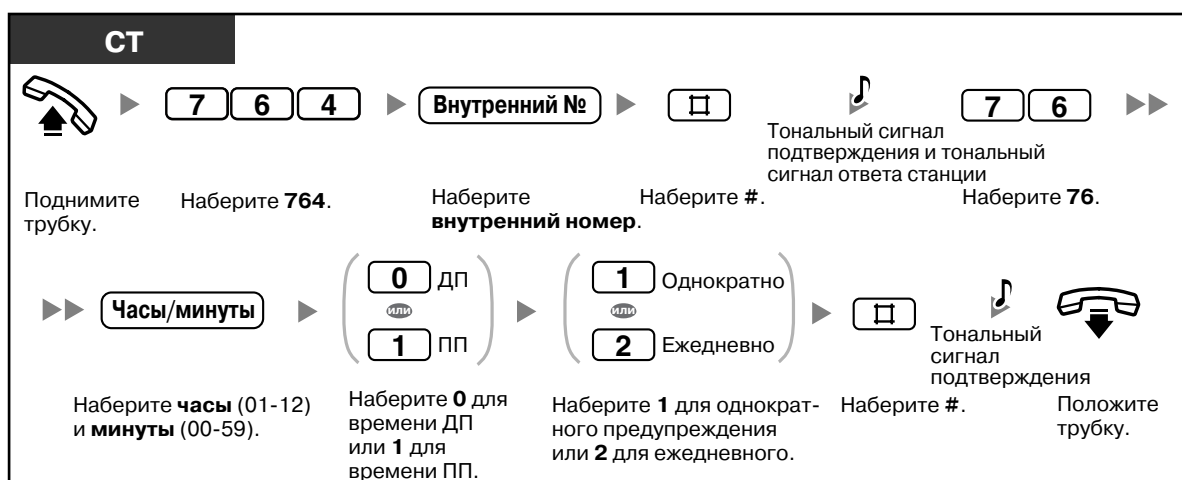 СТ
7 6 4
Внутренний №
7 6
Тональный сигнал
подтверждения и тональный
сигнал ответа станции
Поднимите
трубку.
Наберите 764.
Наберите
внутренний номер.
Наберите #.
Наберите 76.
Часы/минуты
0 ДП
или
1 ПП
1 Однократно
или
2 Ежедневно
Тональный
сигнал
подтверждения
Наберите часы (01-12)
и минуты (00-59).
Наберите 0 для
времени ДП
или 1 для
времени ПП.
Наберите 1 для однократ-
ного предупреждения
или 2 для ежедневного.
Наберите #.
Положите
трубку.